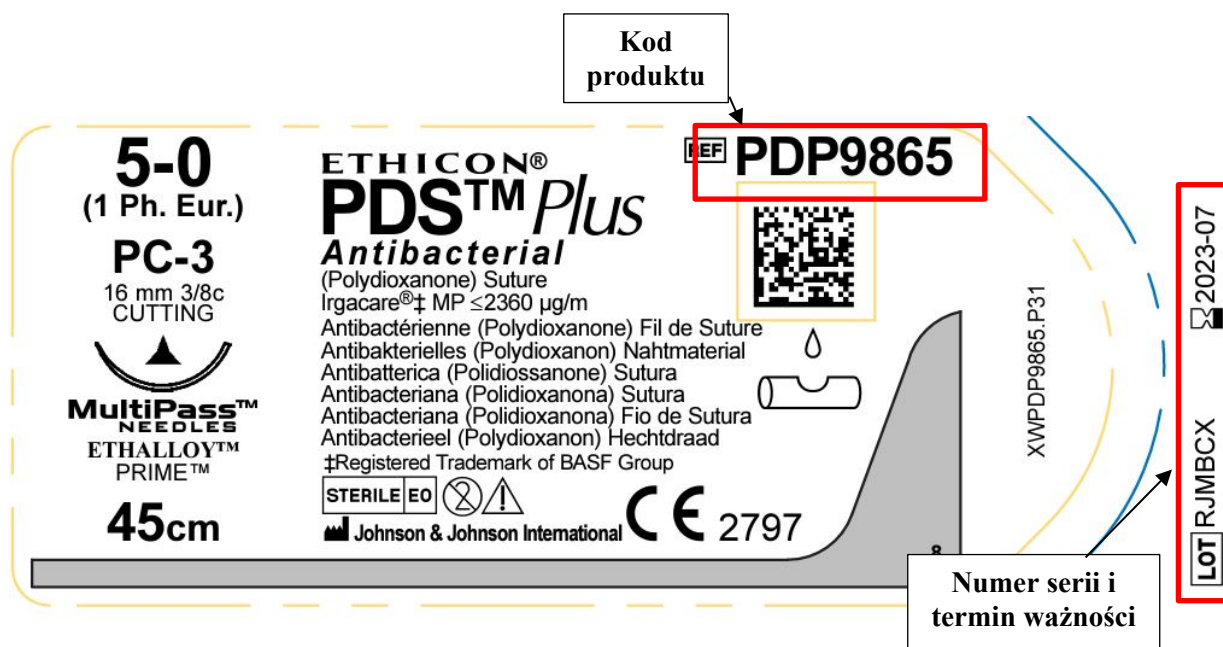 Kod
produktu
5-0
(1 Ph. Eur.)
PC-3
16 mm 3/8c
CUTTING
MultiPass™
NEEDLES
ETHALLOY™
PRIME™
45cm
ETHICON®
PDS™ Plus
Antibacterial
(Polydioxanone) Suture
Irgacare®‡ MP ≤2360 µg/m
Antibactérienne (Polydioxanone) Fil de Suture
Antibakterielles (Polydioxanon) Nahtmaterial
Antibatterica (Polidiossanone) Sutura
Antibacteriana (Polidioxanona) Sutura
Antibacteriana (Polidioxanona) Fio de Sutura
Antibacterieel (Polydioxanon) Hechtdraad
‡Registered Trademark of BASF Group
STERILE EO
Johnson & Johnson International CE 2797
REF PDP9865
XWPDP9865.P31
2023-07
LOT RJMBCX
Numer serii i
termin ważności